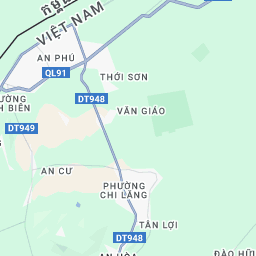 VIỆT NAM
AN PHÚ
QL91
THỚI SƠN
DT948
VĂN GIÁO
DT949
AN CƯ
PHƯỜNG
CHI LĂNG
TÂN LỢI
DT948